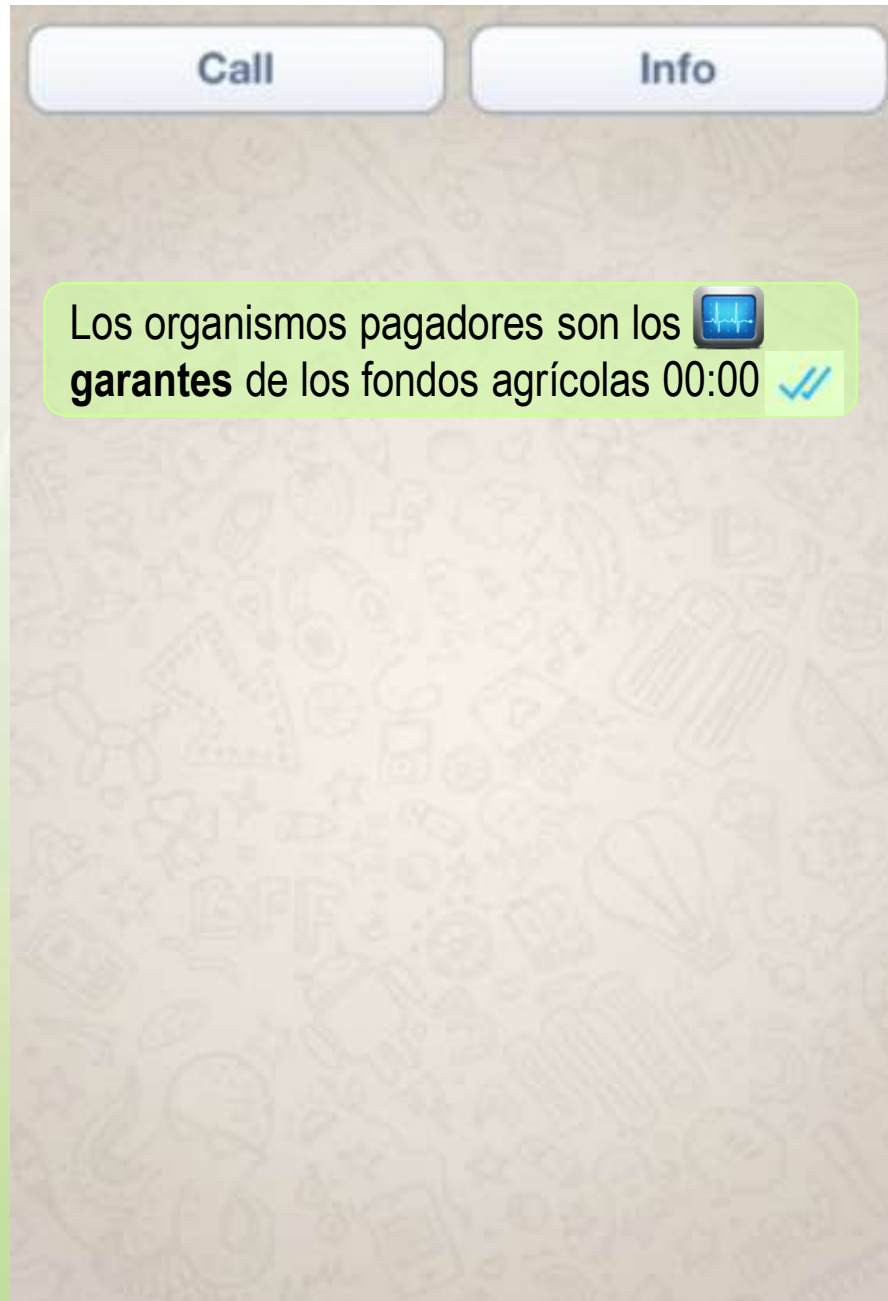 Call Info
Los organismos pagadores son los
garantes de los fondos agrícolas 00:00